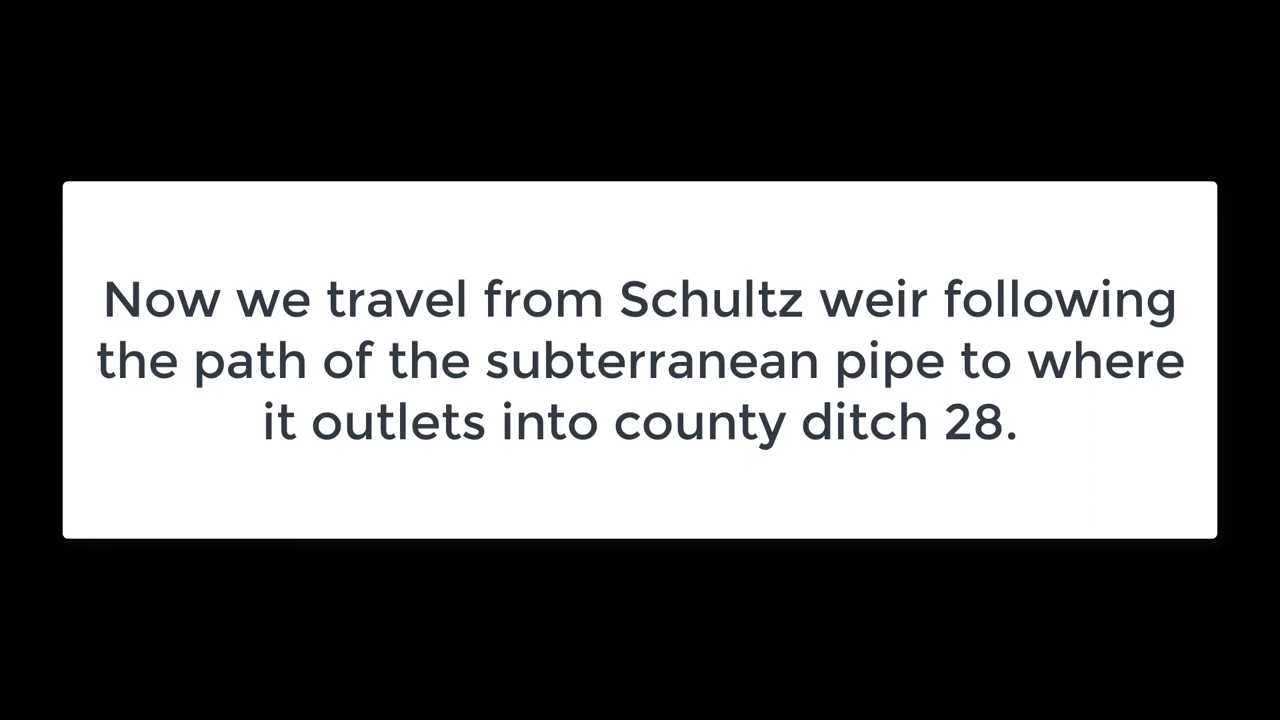 Now we travel from Schultz weir following
the path of the subterranean pipe to where
it outlets into county ditch 28.